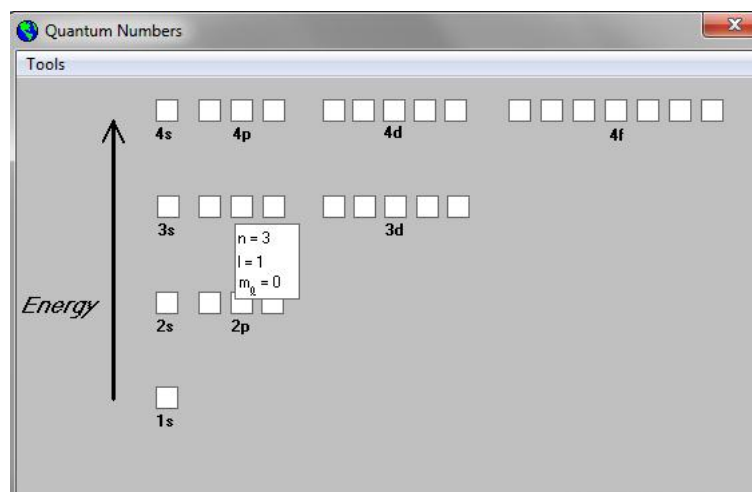 Quantum Numbers
Tools
4s 4p 4d 4f
3s 3d
n = 3
l = 1
mℓ = 0
Energy
2s 2p
1s